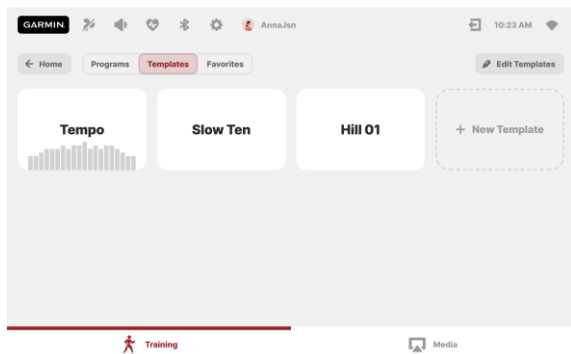 GARMIN AnnaJsn 10:23 AM
Home Programs Templates Favorites Edit Templates
Tempo Slow Ten Hill 01 + New Template
Training Media